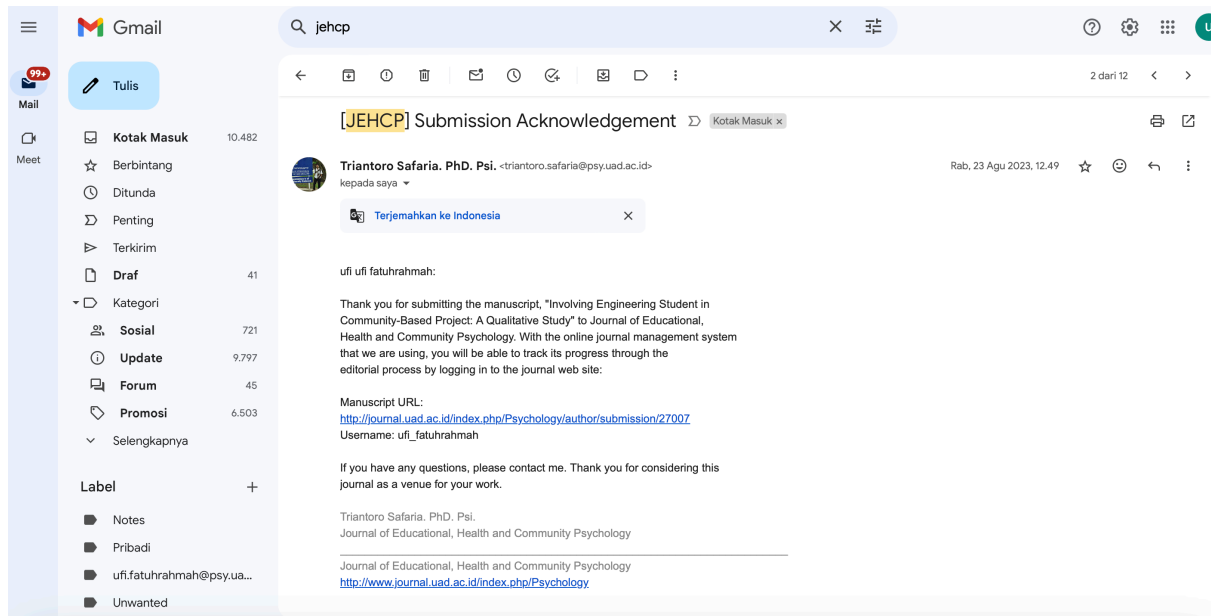 Gmail
jehcp
99+
Mail
Meet
Tulis
2 dari 12
Kotak Masuk 10.482
Berbintang
Ditunda
Penting
Terkirim
Draf 41
Kategori
Sosial 721
Update 9.797
Forum 45
Promosi 6.503
Selengkapnya
Label +
Notes
Pribadi
ufi.fatuhrahmah@psy.ua...
Unwanted
[JEHCP] Submission Acknowledgement Kotak Masuk ×
Triantoro Safaria. PhD. Psi. <triantoro.safaria@psy.uad.ac.id> Rab, 23 Agu 2023, 12.49
kepada saya
Terjemahkan ke Indonesia
ufi ufi fatuhrahmah:
Thank you for submitting the manuscript, "Involving Engineering Student in
Community-Based Project: A Qualitative Study" to Journal of Educational,
Health and Community Psychology. With the online journal management system
that we are using, you will be able to track its progress through the
editorial process by logging in to the journal web site:
Manuscript URL:
http://journal.uad.ac.id/index.php/Psychology/author/submission/27007
Username: ufi_fatuhrahmah
If you have any questions, please contact me. Thank you for considering this
journal as a venue for your work.
Triantoro Safaria. PhD. Psi.
Journal of Educational, Health and Community Psychology
Journal of Educational, Health and Community Psychology
http://www.journal.uad.ac.id/index.php/Psychology